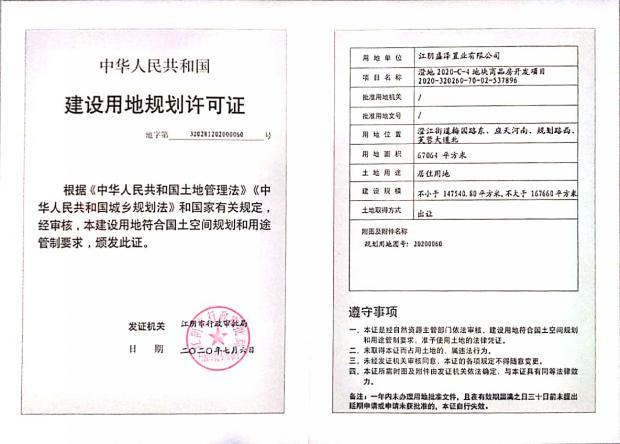 中华人民共和国
建设用地规划许可证
地字第 320281202000060 号
根据《中华人民共和国土地管理法》《中
华人民共和国城乡规划法》和国家有关规定，
经审核，本建设用地符合国土空间规划和用途
管制要求，颁发此证。
发证机关 江阴市行政审批局
日 期 二〇二〇年七月六日
用地单位 江阴盛泽置业有限公司
项目名称 澄地2020-C-4地块商品房开发项目
2020-320260-70-02-537896
批准用地机关 /
批准用地文号 /
用地位置 澄江街道梅园路东、应天河南、规划路西、
芙蓉大道北
用地面积 67064 平方米
土地用途 居住用地
建设规模 不小于 147540.80平方米,不大于 167660平方米
土地取得方式 出让
附图及附件名称
规划用地图号：20200060
遵守事项
一、本证是经自然资源主管部门依法审核，建设用地符合国土空间规划
和用途管制要求，准予使用土地的法律凭证。
二、未取得本证而占用土地的，属违法行为。
三、未经发证机关审核同意，本证的各项规定不得随意变更。
四、本证所需附图及附件由发证机关依法确定，与本证具有同等法律效
力。
备注：一年内未办理用地批准文件，且在有效期届满之日三十日前未提出
延期申请或申请未获批准的，本证自行失效。